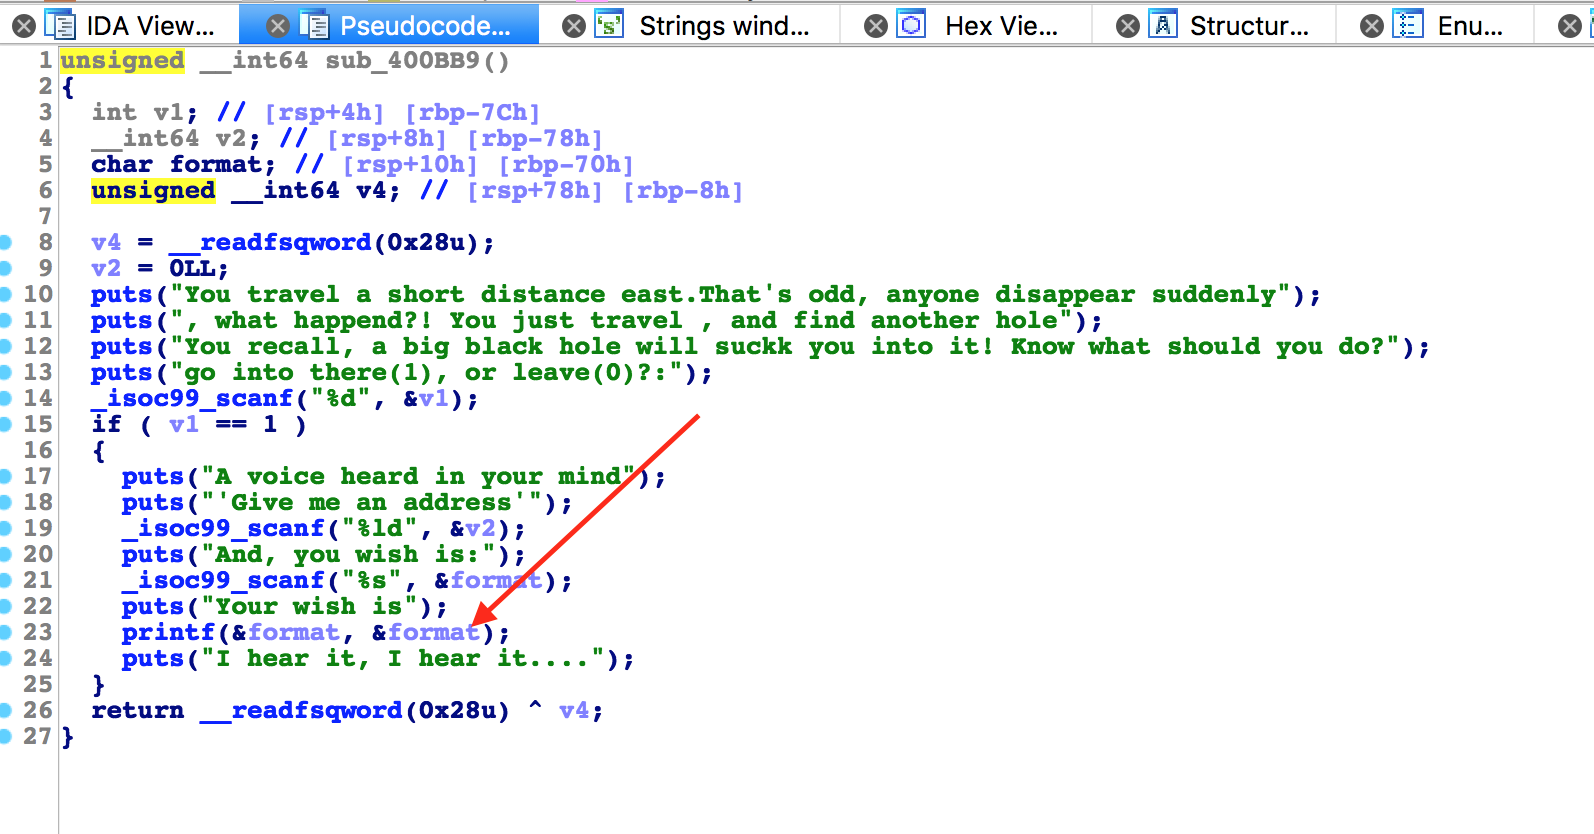 IDA View... Pseudocode... 's' Strings wind... Hex Vie... A Structur... Enu...
1 unsigned __int64 sub_400BB9()
2 {
3 int v1; // [rsp+4h] [rbp-7Ch]
4 __int64 v2; // [rsp+8h] [rbp-78h]
5 char format; // [rsp+10h] [rbp-70h]
6 unsigned __int64 v4; // [rsp+78h] [rbp-8h]
7
8 v4 = __readfsqword(0x28u);
9 v2 = 0LL;
10 puts("You travel a short distance east.That's odd, anyone disappear suddenly");
11 puts(", what happend?! You just travel , and find another hole");
12 puts("You recall, a big black hole will suckk you into it! Know what should you do?");
13 puts("go into there(1), or leave(0)?:");
14 _isoc99_scanf("%d", &v1);
15 if ( v1 == 1 )
16 {
17 puts("A voice heard in your mind");
18 puts("'Give me an address'");
19 _isoc99_scanf("%ld", &v2);
20 puts("And, you wish is:");
21 _isoc99_scanf("%s", &format);
22 puts("Your wish is");
23 printf(&format, &format);
24 puts("I hear it, I hear it....");
25 }
26 return __readfsqword(0x28u) ^ v4;
27 }